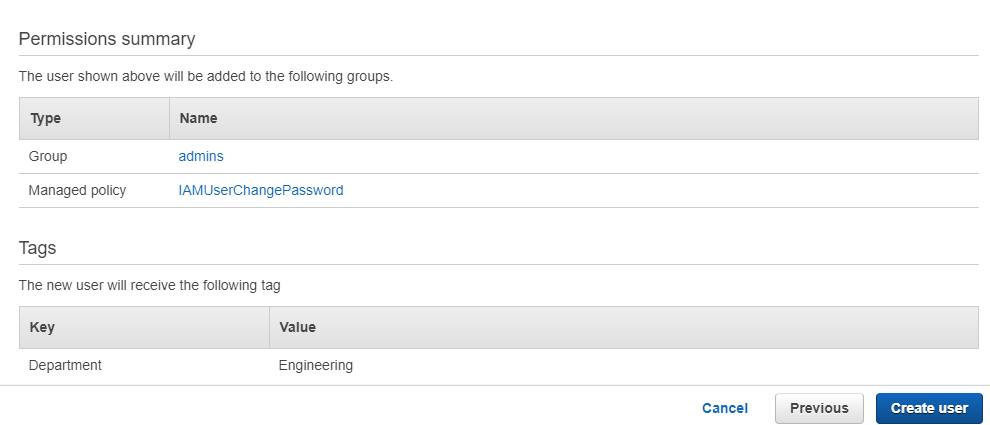 Permissions summary
The user shown above will be added to the following groups.
Type Name
Group admins
Managed policy IAMUserChangePassword
Tags
The new user will receive the following tag
Key Value
Department Engineering
Cancel Previous Create user